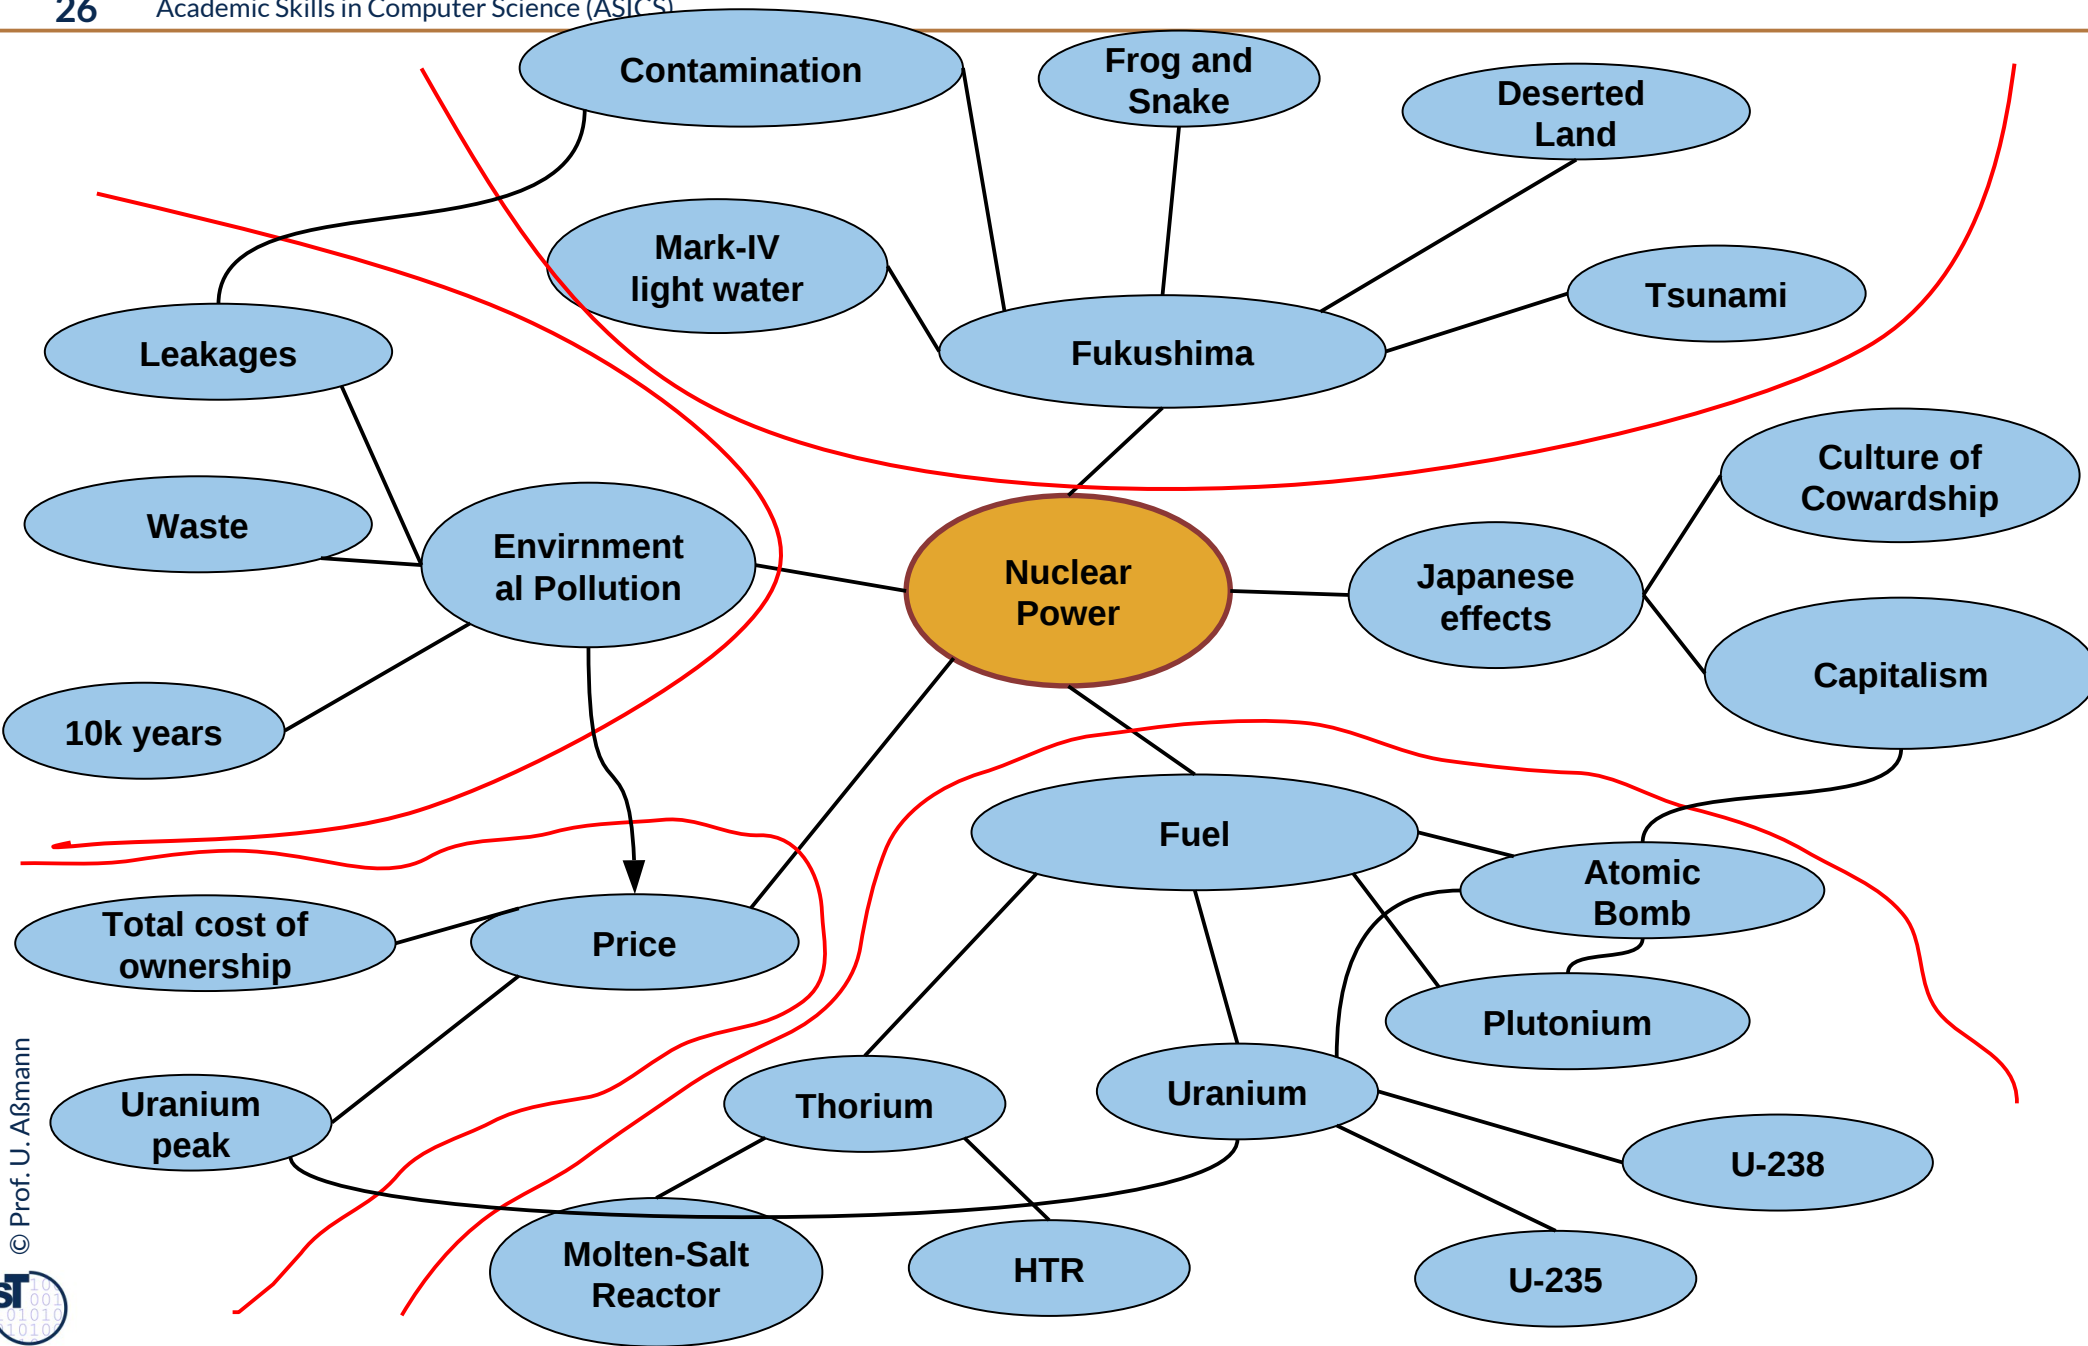 26 Academic Skills in Computer Science (ASICS)
Contamination
Frog and
Snake
Deserted
Land
Mark-IV
light water
Tsunami
Leakages
Fukushima
Culture of
Cowardship
Waste
Envirnment
al Pollution
Nuclear
Power
Japanese
effects
Capitalism
10k years
Fuel
Atomic
Bomb
Total cost of
ownership
Price
Plutonium
Uranium
peak
Thorium
Uranium
U-238
Molten-Salt
Reactor
HTR
U-235
© Prof. U. Aßmann
ST